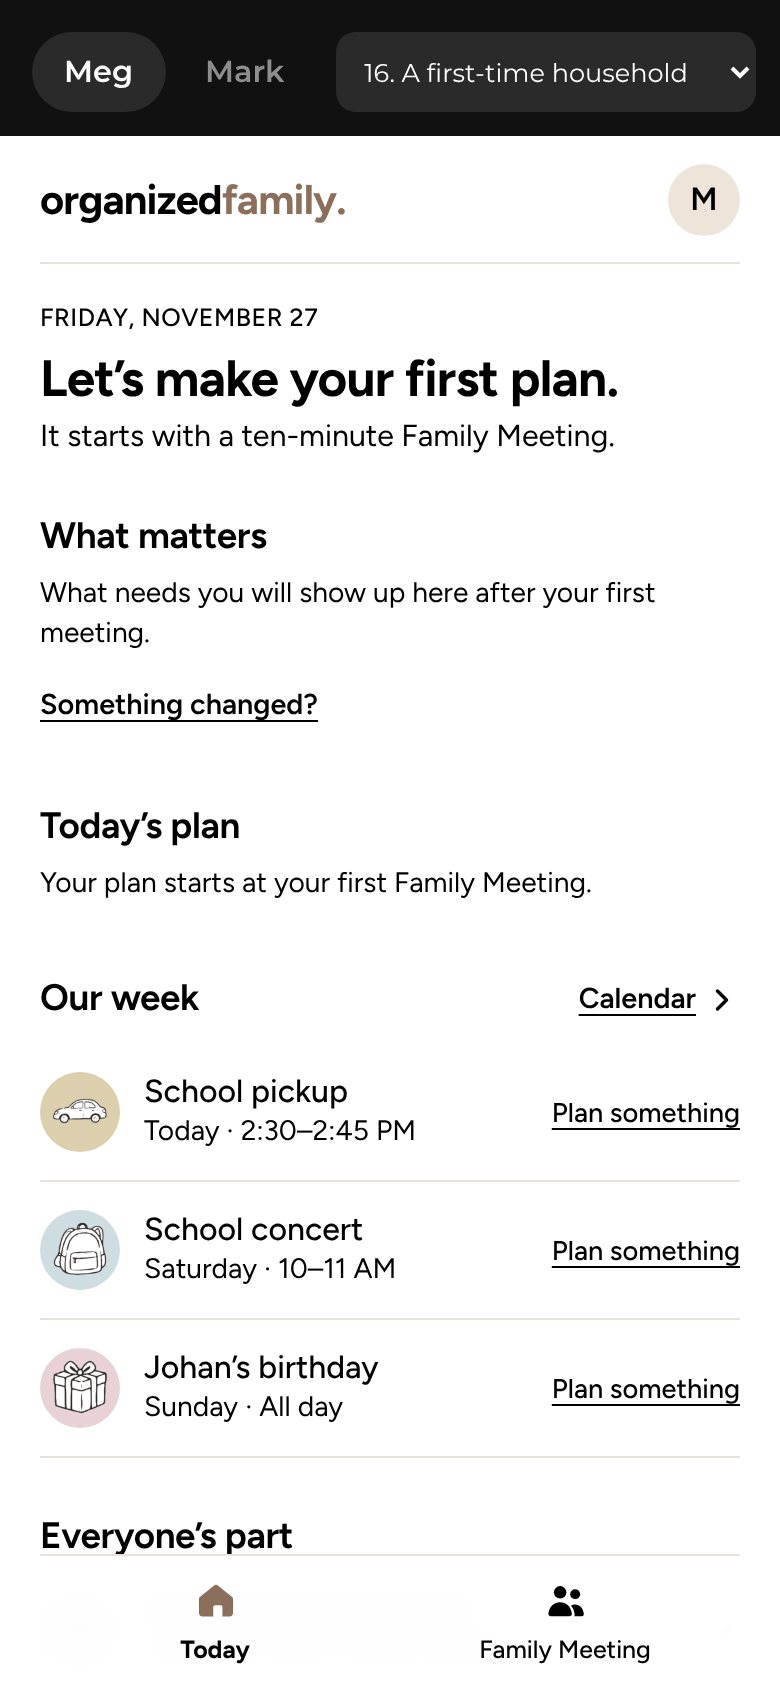 Meg
Mark
16. A first-time household
organizedfamily.
M
FRIDAY, NOVEMBER 27
Let’s make your first plan.
It starts with a ten-minute Family Meeting.
What matters
What needs you will show up here after your first
meeting.
Something changed?
Today’s plan
Your plan starts at your first Family Meeting.
Our week
Calendar
School pickup
Today · 2:30–2:45 PM
Plan something
School concert
Saturday · 10–11 AM
Plan something
Johan’s birthday
Sunday · All day
Plan something
Everyone’s part
Today
Family Meeting